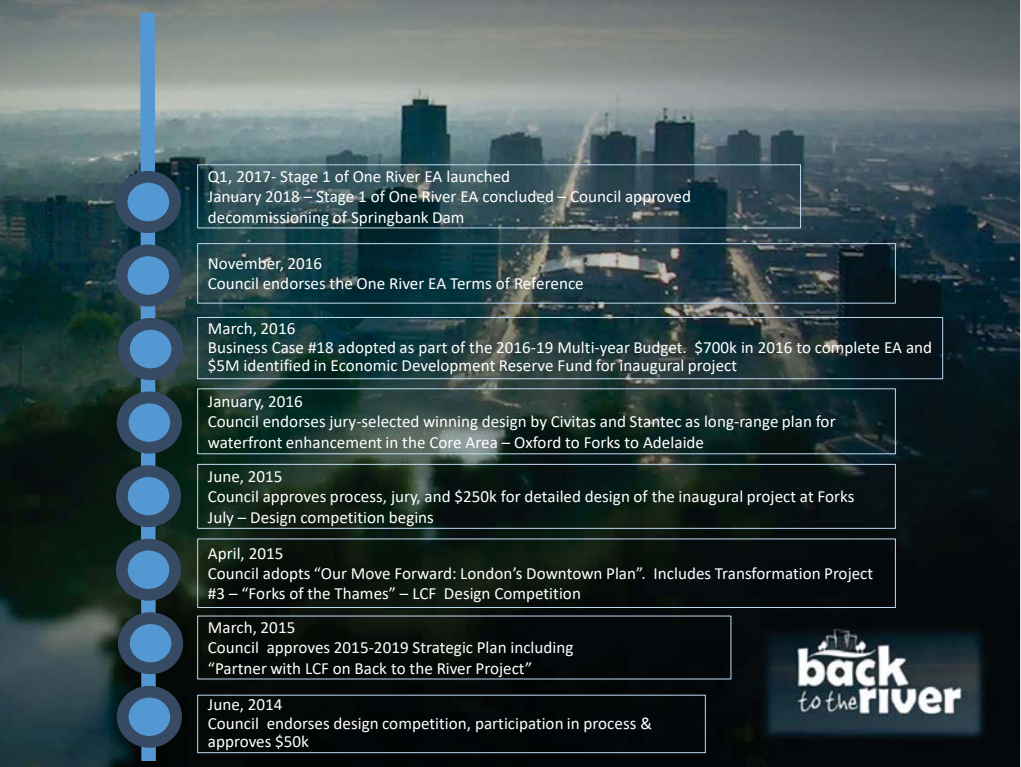 Q1, 2017- Stage 1 of One River EA launched
January 2018 – Stage 1 of One River EA concluded – Council approved
decommissioning of Springbank Dam
November, 2016
Council endorses the One River EA Terms of Reference
March, 2016
Business Case #18 adopted as part of the 2016-19 Multi-year Budget.  $700k in 2016 to complete EA and
$5M identified in Economic Development Reserve Fund for inaugural project
January, 2016
Council endorses jury-selected winning design by Civitas and Stantec as long-range plan for
waterfront enhancement in the Core Area – Oxford to Forks to Adelaide
June, 2015
Council approves process, jury, and $250k for detailed design of the inaugural project at Forks
July – Design competition begins
April, 2015
Council adopts “Our Move Forward: London’s Downtown Plan”.  Includes Transformation Project
#3 – “Forks of the Thames” – LCF  Design Competition
March, 2015
Council  approves 2015-2019 Strategic Plan including
“Partner with LCF on Back to the River Project”
June, 2014
Council  endorses design competition, participation in process &
approves $50k
back
to the river